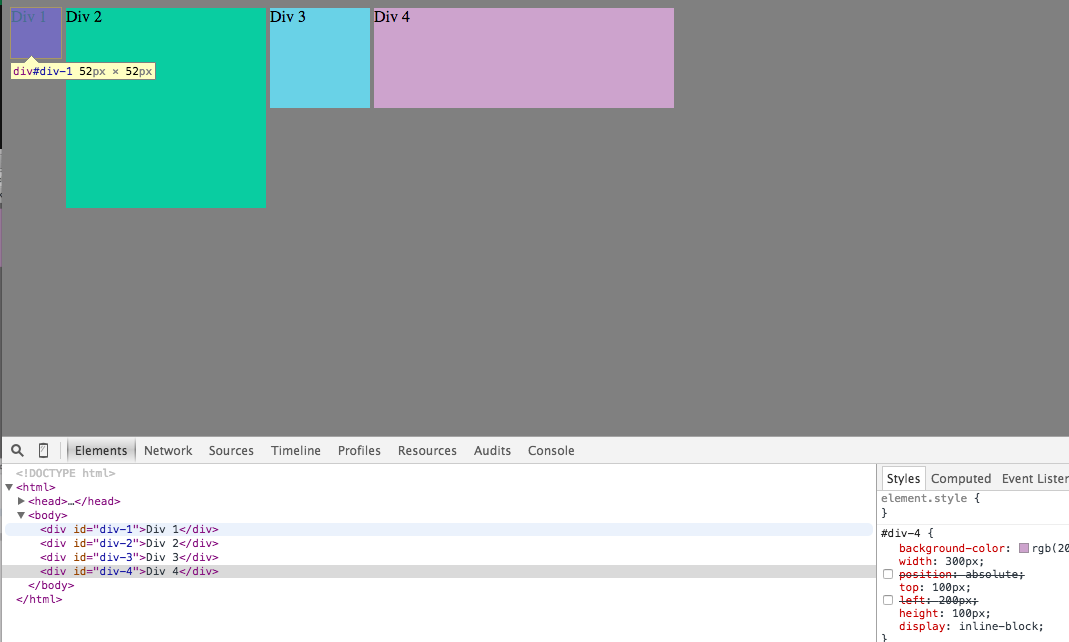 Div 1
Div 2
Div 3
Div 4
div#div-1 52px × 52px
Elements Network Sources Timeline Profiles Resources Audits Console
<!DOCTYPE html>
<html>
<head>…</head>
<body>
<div id="div-1">Div 1</div>
<div id="div-2">Div 2</div>
<div id="div-3">Div 3</div>
<div id="div-4">Div 4</div>
</body>
</html>
Styles Computed Event Listen
element.style {
}
#div-4 {
background-color: rgb(20
width: 300px;
position: absolute;
top: 100px;
left: 200px;
height: 100px;
display: inline-block;
}